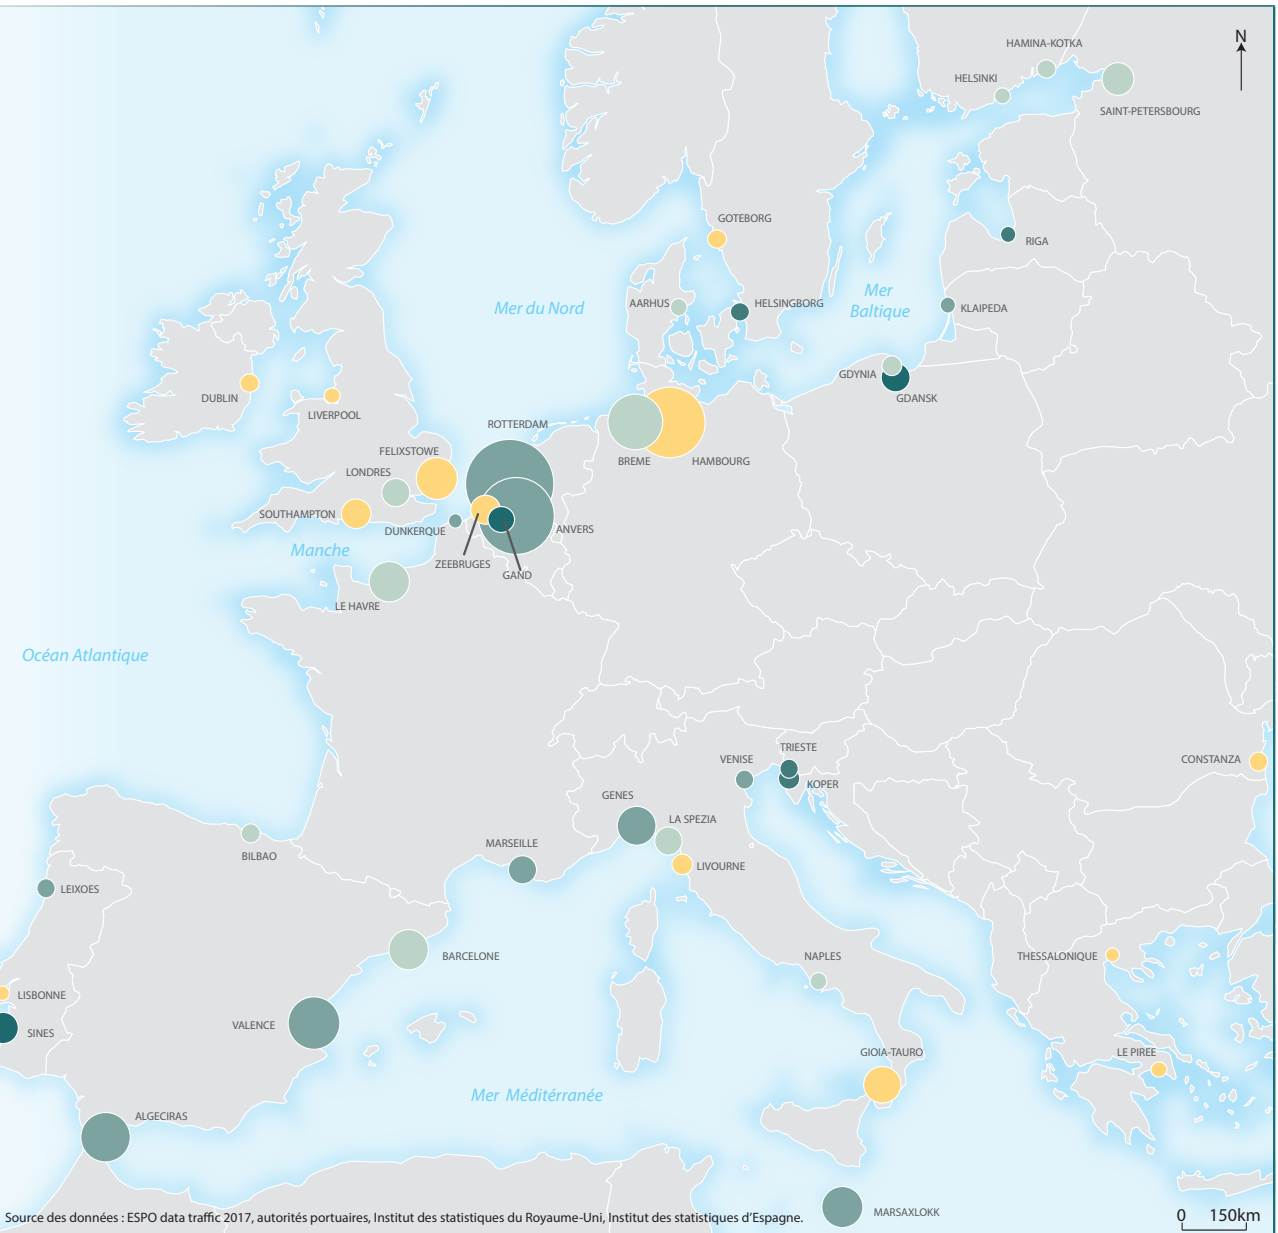 N
HAMINA-KOTKA
HELSINKI
SAINT-PETERSBOURG
GOTEBORG
RIGA
Mer
Baltique
Mer du Nord
AARHUS
HELSINGBORG
KLAIPEDA
GDYNIA
GDANSK
DUBLIN
LIVERPOOL
ROTTERDAM
FELIXSTOWE
LONDRES
BREME
HAMBOURG
SOUTHAMPTON
DUNKERQUE
ANVERS
Manche
ZEEBRUGES
GAND
LE HAVRE
Océan Atlantique
TRIESTE
VENISE
CONSTANZA
KOPER
GENES
LA SPEZIA
MARSEILLE
BILBAO
LIVOURNE
LEIXOES
BARCELONE
NAPLES
THESSALONIQUE
LISBONNE
VALENCE
SINES
GIOIA-TAURO
LE PIREE
Mer Méditérranée
ALGECIRAS
MARSAXLOKK
Source des données : ESPO data traffic 2017, autorités portuaires, Institut des statistiques du Royaume-Uni, Institut des statistiques d'Espagne.
0 150km